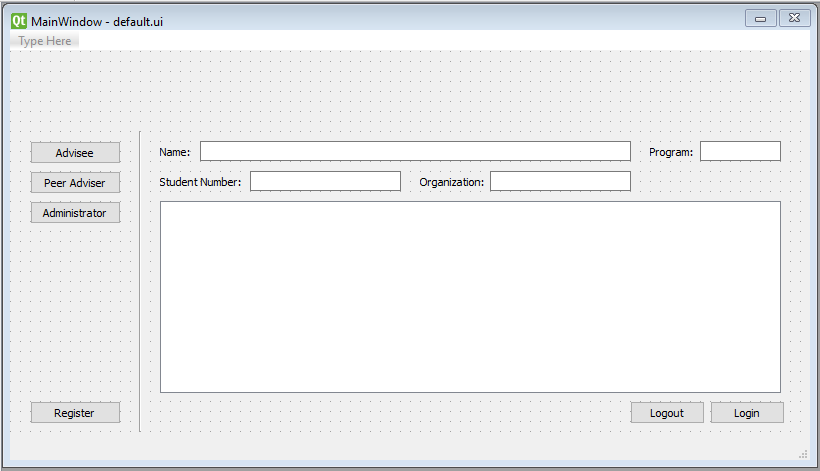 Qt MainWindow - default.ui
Type Here
Advisee
Name: Program:
Peer Adviser
Student Number: Organization:
Administrator
Register
Logout Login